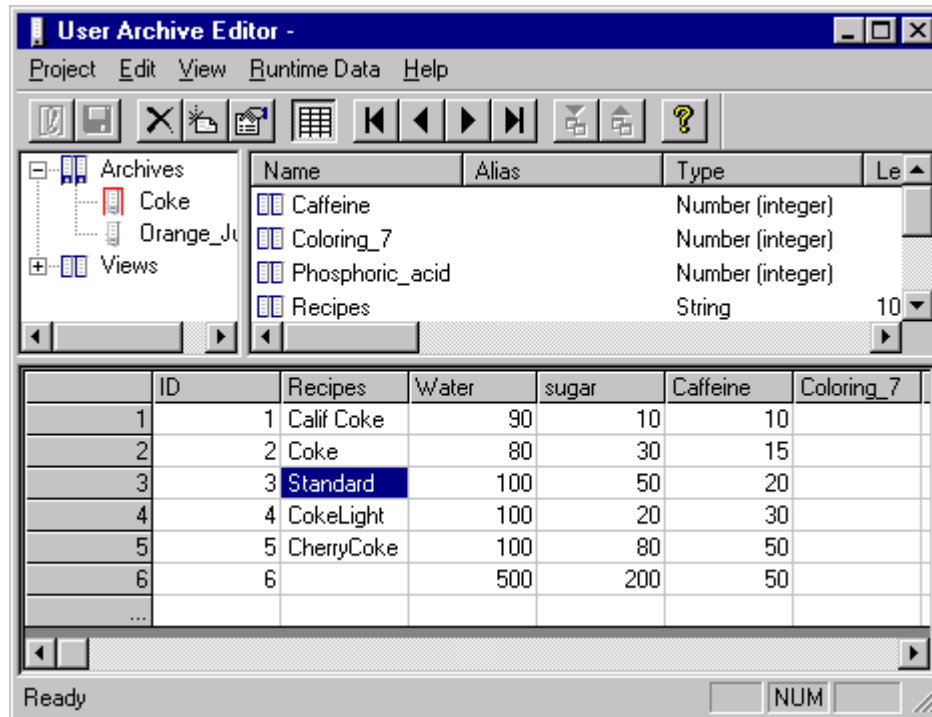 User Archive Editor -
Project Edit View Runtime Data Help
Archives
Coke
Orange_Ju
Views
Name Alias Type Le
Caffeine Number (integer)
Coloring_7 Number (integer)
Phosphoric_acid Number (integer)
Recipes String 10
ID Recipes Water sugar Caffeine Coloring_7
1 1 Calif Coke 90 10 10
2 2 Coke 80 30 15
3 3 Standard 100 50 20
4 4 CokeLight 100 20 30
5 5 CherryCoke 100 80 50
6 6 500 200 50
...
Ready NUM